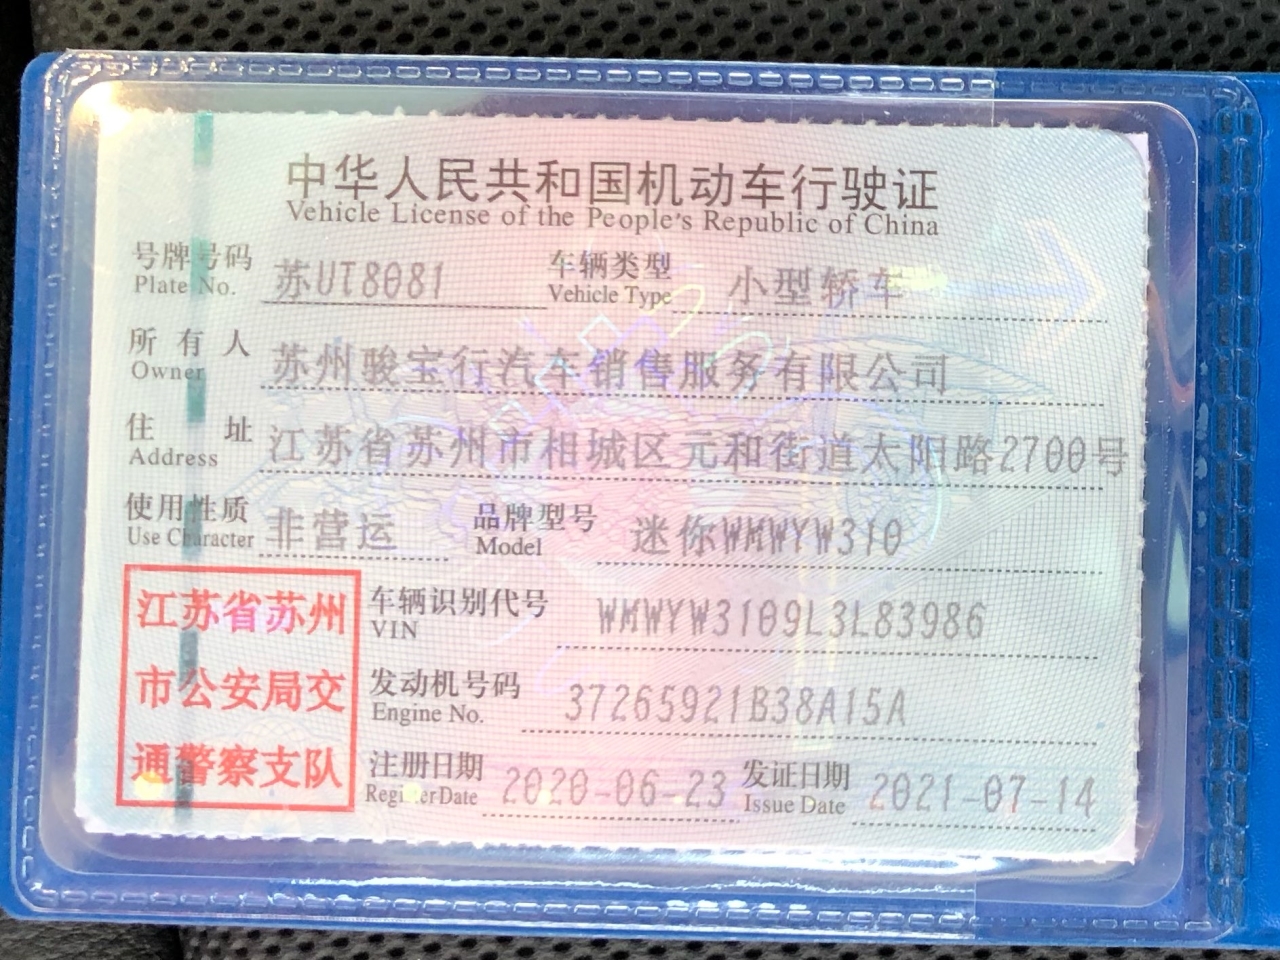 中华人民共和国机动车行驶证
Vehicle License of the People's Republic of China
号牌号码 苏UT8081 车辆类型 小型轿车
Plate No. Vehicle Type
所有人 苏州骏宝行汽车销售服务有限公司
Owner
住址 江苏省苏州市相城区元和街道太阳路2700号
Address
使用性质 非营运 品牌型号 迷你WMWYW310
Use Character Model
江苏省苏州
市公安局交
通警察支队
车辆识别代号 WMWYW3109L3L83986
VIN
发动机号码 37265921B38A15A
Engine No.
注册日期 2020-06-23 发证日期 2021-07-14
Register Date Issue Date